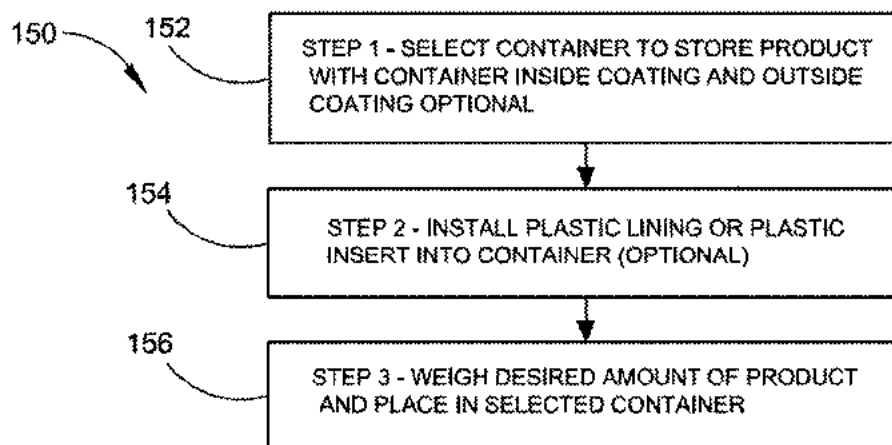 150
152
STEP 1 - SELECT CONTAINER TO STORE PRODUCT
WITH CONTAINER INSIDE COATING AND OUTSIDE
COATING OPTIONAL
154
STEP 2 - INSTALL PLASTIC LINING OR PLASTIC
INSERT INTO CONTAINER (OPTIONAL)
156
STEP 3 - WEIGH DESIRED AMOUNT OF PRODUCT
AND PLACE IN SELECTED CONTAINER